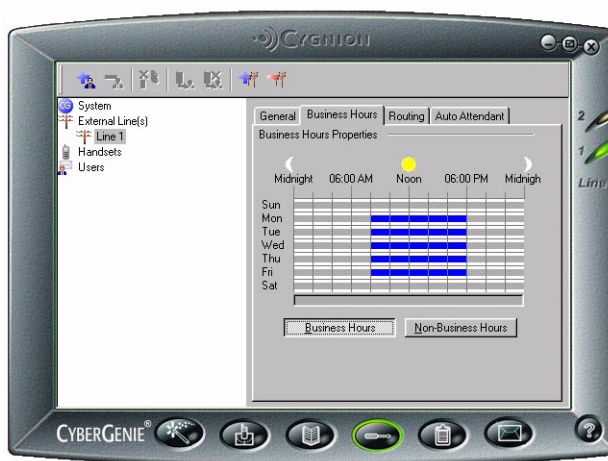 CYGNION
System
External Line(s)
Line 1
Handsets
Users
General Business Hours Routing Auto Attendant
Business Hours Properties
Midnight 06:00 AM Noon 06:00 PM Midnigh
Sun
Mon
Tue
Wed
Thu
Fri
Sat
Business Hours Non-Business Hours
2
1
Line
CYBERGENIE®
?